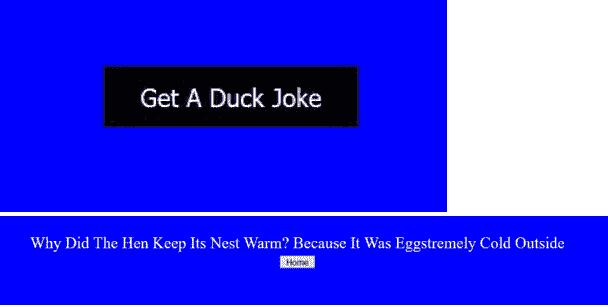 Get A Duck Joke
Why Did The Hen Keep Its Nest Warm? Because It Was Eggstremely Cold Outside
Home